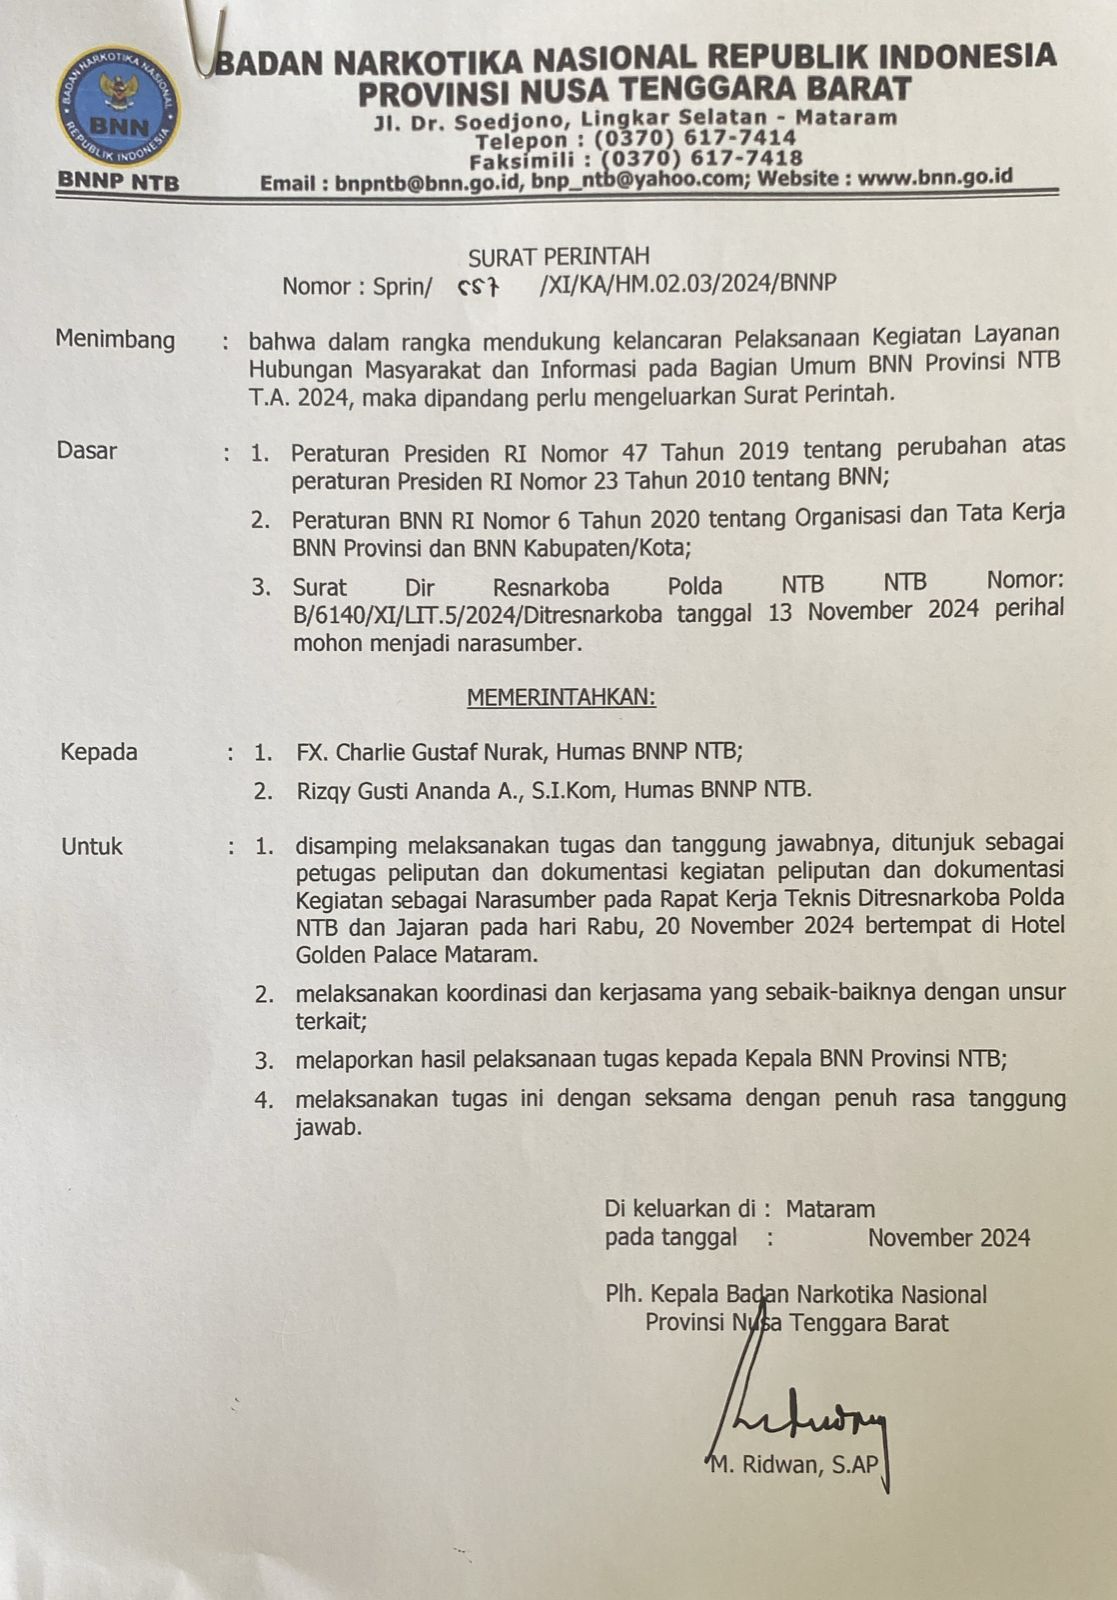 BADAN NARKOTIKA NASIONAL REPUBLIK INDONESIA
PROVINSI NUSA TENGGARA BARAT
Jl. Dr. Soedjono, Lingkar Selatan - Mataram
Telepon : (0370) 617-7414
Faksimili : (0370) 617-7418
Email : bnpntb@bnn.go.id, bnp_ntb@yahoo.com; Website : www.bnn.go.id
BADAN NARKOTIKA NASIONAL
BNN
REPUBLIK INDONESIA
BNNP NTB
SURAT PERINTAH
Nomor : Sprin/ 557 /XI/KA/HM.02.03/2024/BNNP
Menimbang : bahwa dalam rangka mendukung kelancaran Pelaksanaan Kegiatan Layanan
Hubungan Masyarakat dan Informasi pada Bagian Umum BNN Provinsi NTB
T.A. 2024, maka dipandang perlu mengeluarkan Surat Perintah.
Dasar : 1. Peraturan Presiden RI Nomor 47 Tahun 2019 tentang perubahan atas
peraturan Presiden RI Nomor 23 Tahun 2010 tentang BNN;
2. Peraturan BNN RI Nomor 6 Tahun 2020 tentang Organisasi dan Tata Kerja
BNN Provinsi dan BNN Kabupaten/Kota;
3. Surat Dir Resnarkoba Polda NTB NTB Nomor:
B/6140/XI/LIT.5/2024/Ditresnarkoba tanggal 13 November 2024 perihal
mohon menjadi narasumber.
MEMERINTAHKAN:
Kepada : 1. FX. Charlie Gustaf Nurak, Humas BNNP NTB;
2. Rizqy Gusti Ananda A., S.I.Kom, Humas BNNP NTB.
Untuk : 1. disamping melaksanakan tugas dan tanggung jawabnya, ditunjuk sebagai
petugas peliputan dan dokumentasi kegiatan peliputan dan dokumentasi
Kegiatan sebagai Narasumber pada Rapat Kerja Teknis Ditresnarkoba Polda
NTB dan Jajaran pada hari Rabu, 20 November 2024 bertempat di Hotel
Golden Palace Mataram.
2. melaksanakan koordinasi dan kerjasama yang sebaik-baiknya dengan unsur
terkait;
3. melaporkan hasil pelaksanaan tugas kepada Kepala BNN Provinsi NTB;
4. melaksanakan tugas ini dengan seksama dengan penuh rasa tanggung
jawab.
Di keluarkan di : Mataram
pada tanggal : November 2024
Plh. Kepala Badan Narkotika Nasional
Provinsi Nusa Tenggara Barat
M. Ridwan, S.AP